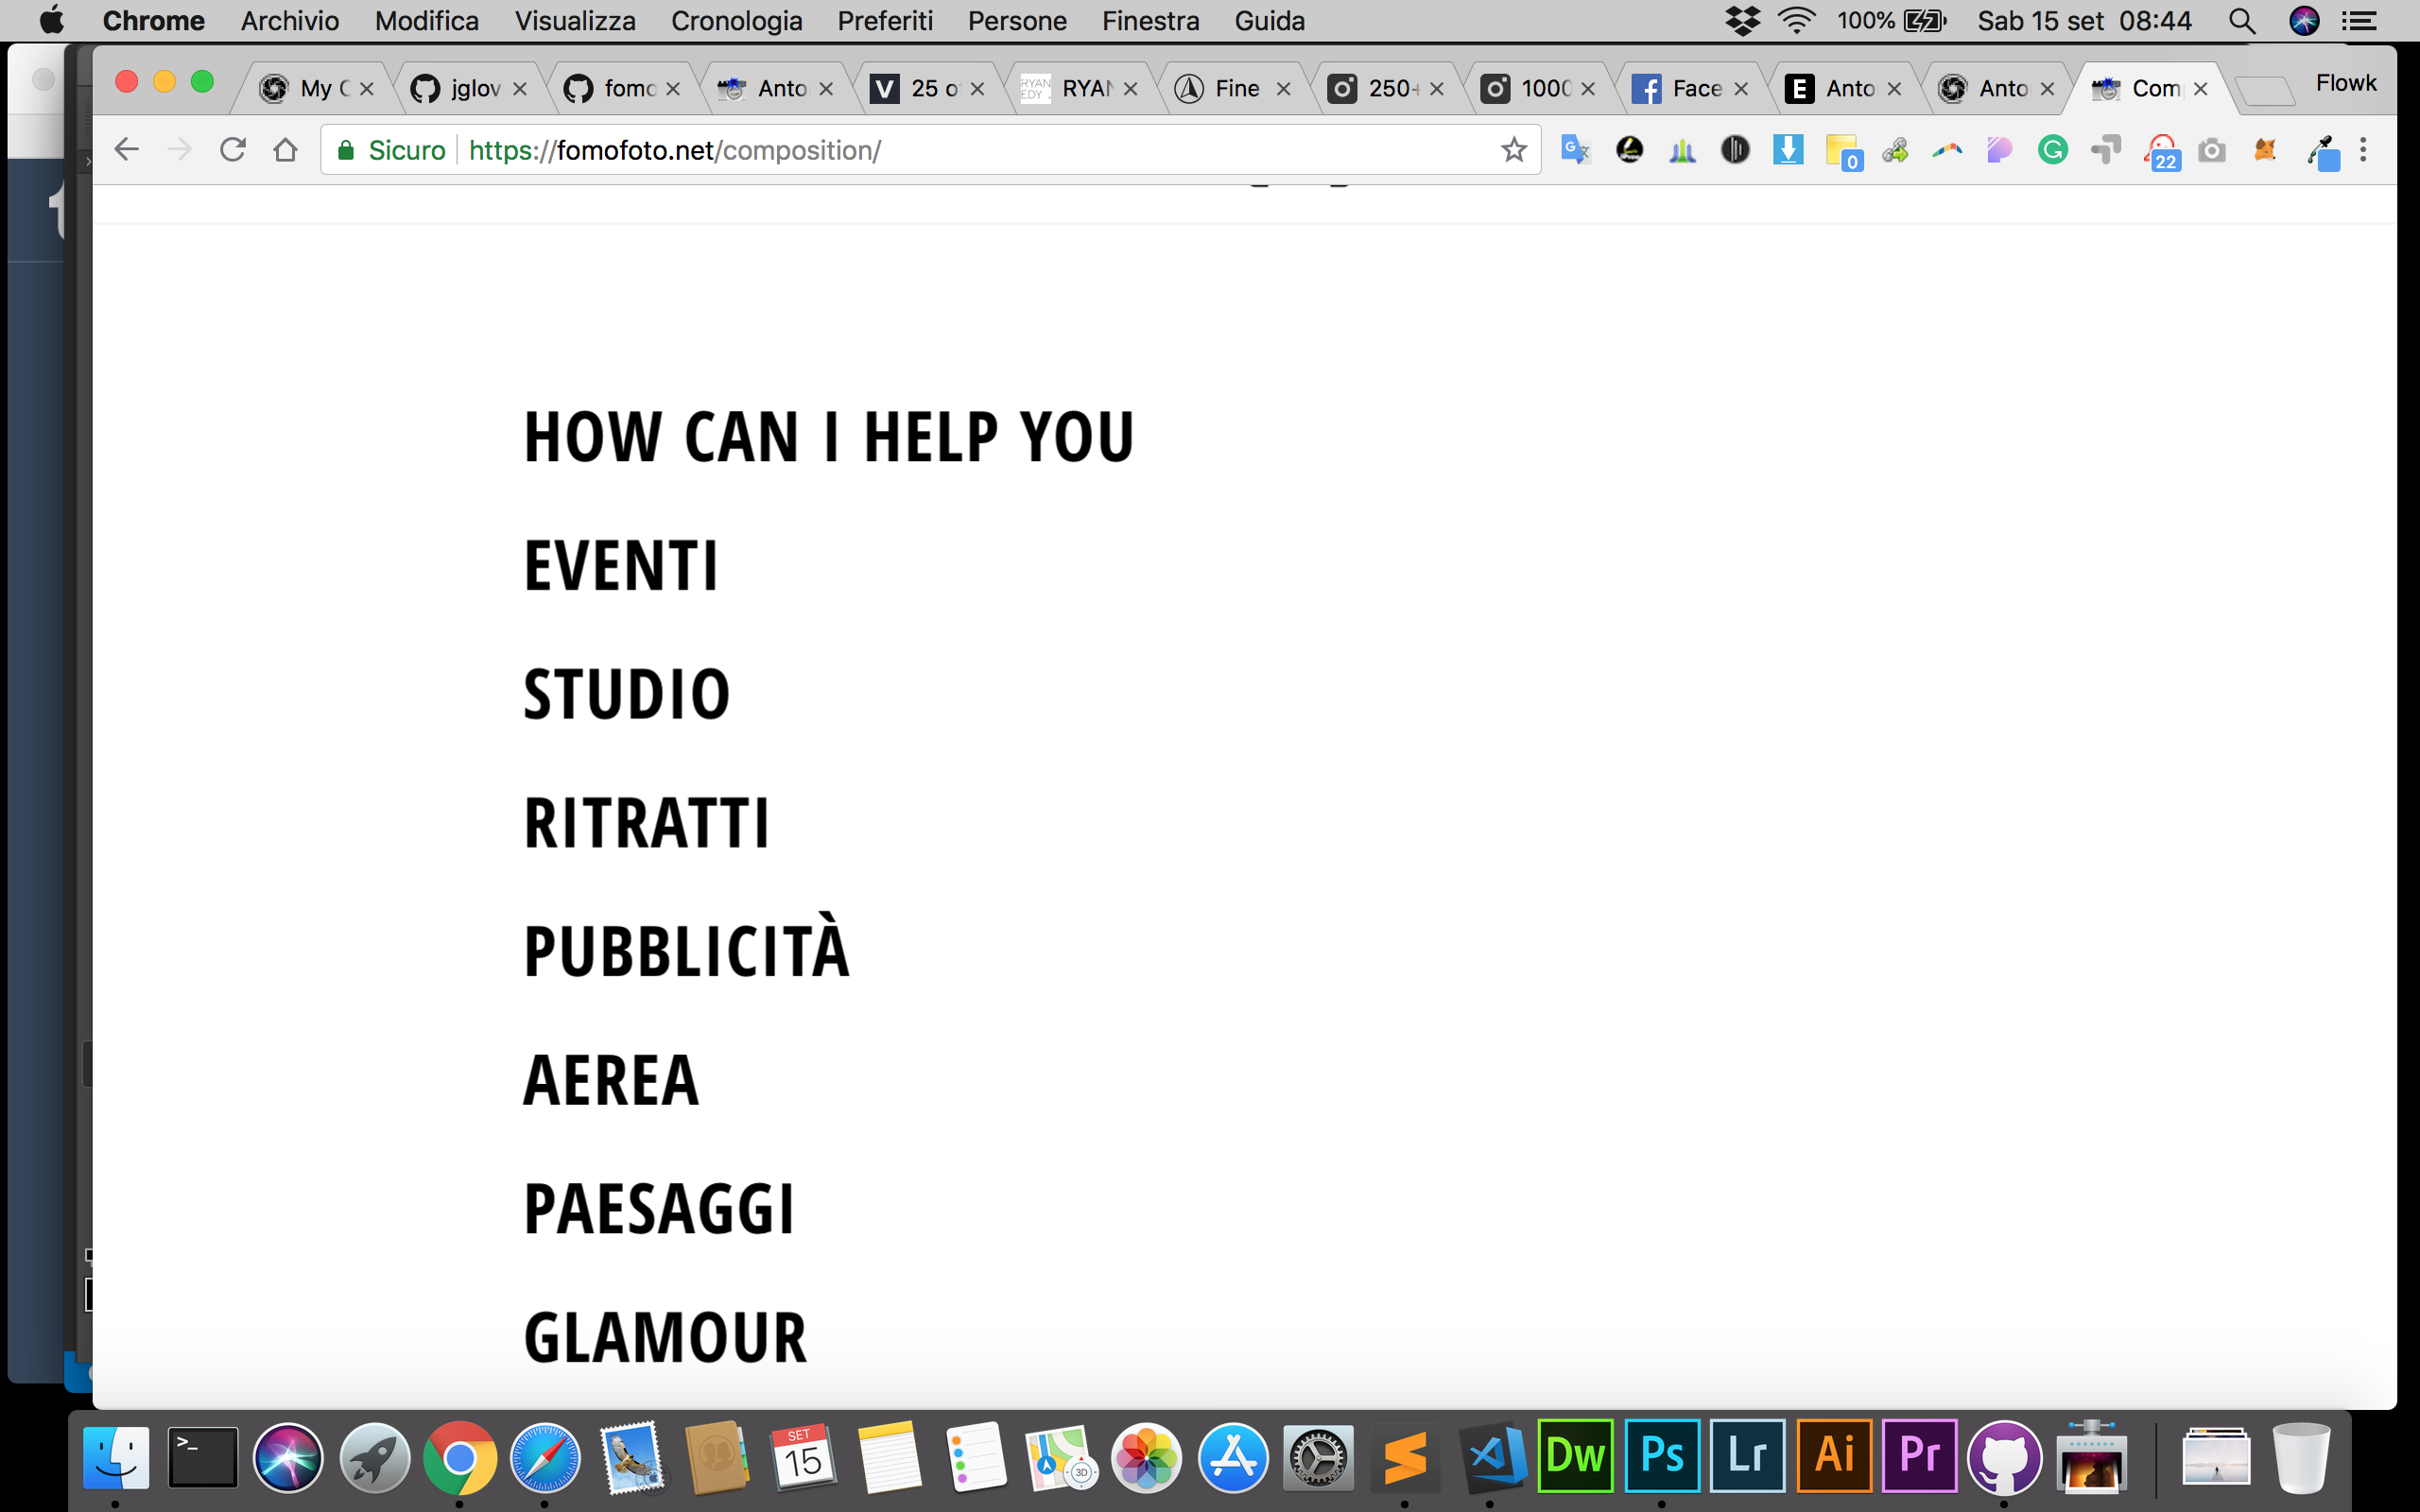 Chrome Archivio Modifica Visualizza Cronologia Preferiti Persone Finestra Guida 100% Sab 15 set 08:44
My C jglov fomo Anto 25 o RYAN Fine 250+ 1000 Face Anto Anto Com Flowk
Sicuro https://fomofoto.net/composition/ 0 22
HOW CAN I HELP YOU
EVENTI
STUDIO
RITRATTI
PUBBLICITÀ
AEREA
PAESAGGI
GLAMOUR
SET 15 3D Dw Ps Lr Ai Pr